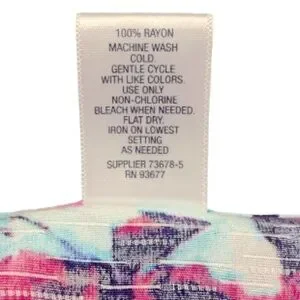 100% RAYON
MACHINE WASH
COLD.
GENTLE CYCLE
WITH LIKE COLORS.
USE ONLY
NON-CHLORINE
BLEACH WHEN NEEDED.
FLAT DRY.
IRON ON LOWEST
SETTING
AS NEEDED
SUPPLIER 73678-5
RN 93677